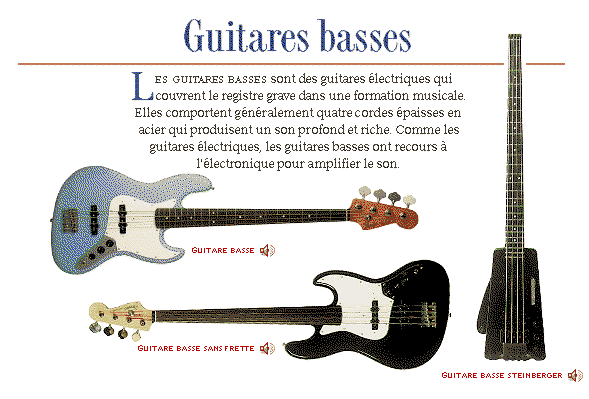 Guitares basses
LES GUITARES BASSES sont des guitares électriques qui
couvrent le registre grave dans une formation musicale.
Elles comportent généralement quatre cordes épaisses en
acier qui produisent un son profond et riche. Comme les
guitares électriques, les guitares basses ont recours à
l'électronique pour amplifier le son.
GUITARE BASSE
GUITARE BASSE SANS FRETTE
GUITARE BASSE STEINBERGER